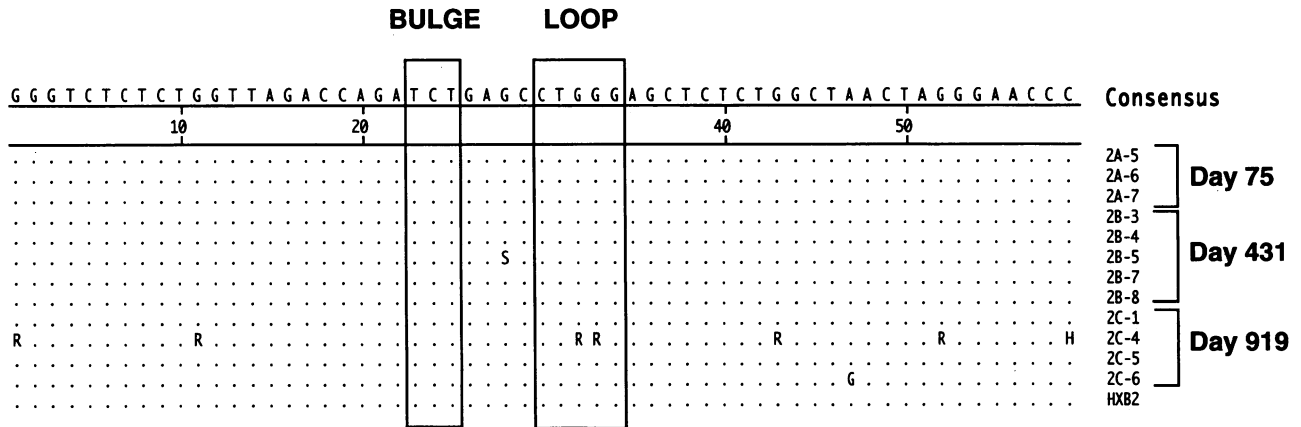 BULGE LOOP
G G G T C T C T C T G G T T A G A C C A G A T C T G A G C C T G G G A G C T C T C T G G C T A A C T A G G G A A C C C Consensus
10 20 40 50
2A-5
2A-6 Day 75
2A-7
2B-3
2B-4
S 2B-5 Day 431
2B-7
2B-8
2C-1
R R R R R R H 2C-4 Day 919
2C-5
G 2C-6
HXB2